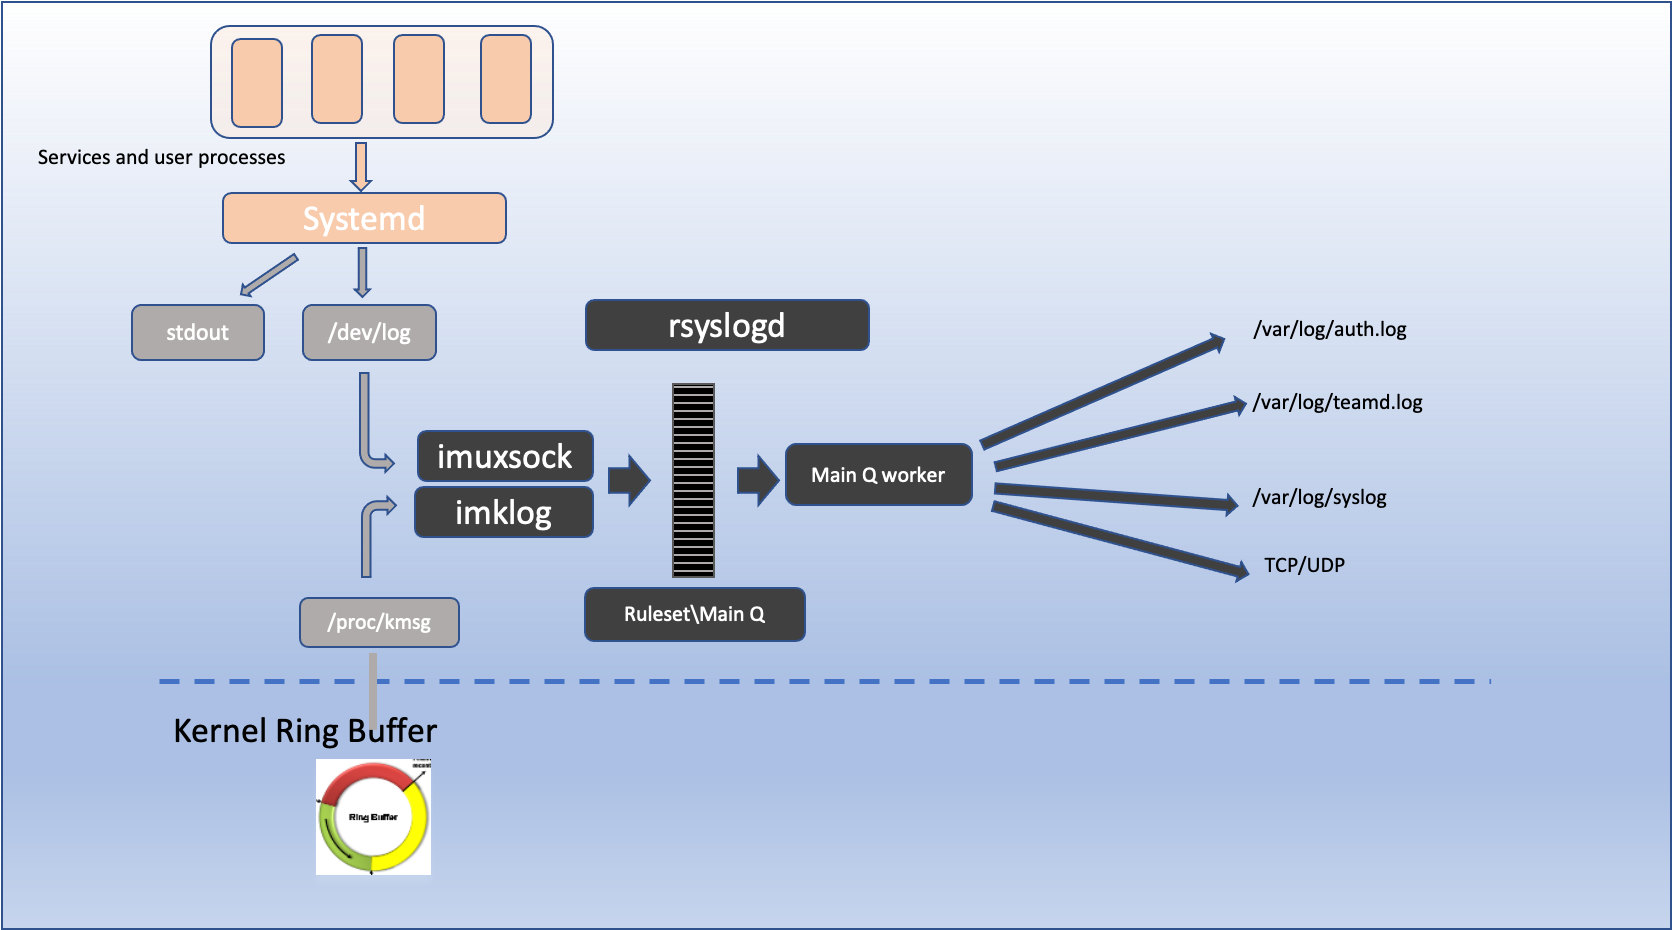 Services and user processes
Systemd
stdout
/dev/log
rsyslogd
/var/log/auth.log
/var/log/teamd.log
imuxsock
Main Q worker
imklog
/var/log/syslog
TCP/UDP
/proc/kmsg
Ruleset\Main Q
Kernel Ring Buffer
Ring Buffer